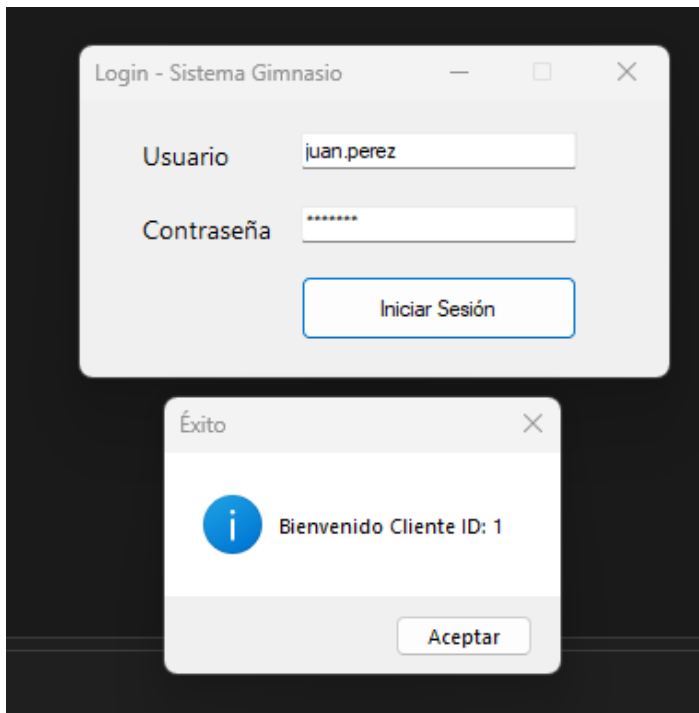 Login - Sistema Gimnasio
Usuario juan.perez
Contraseña *******
Iniciar Sesión
Éxito
Bienvenido Cliente ID: 1
Aceptar